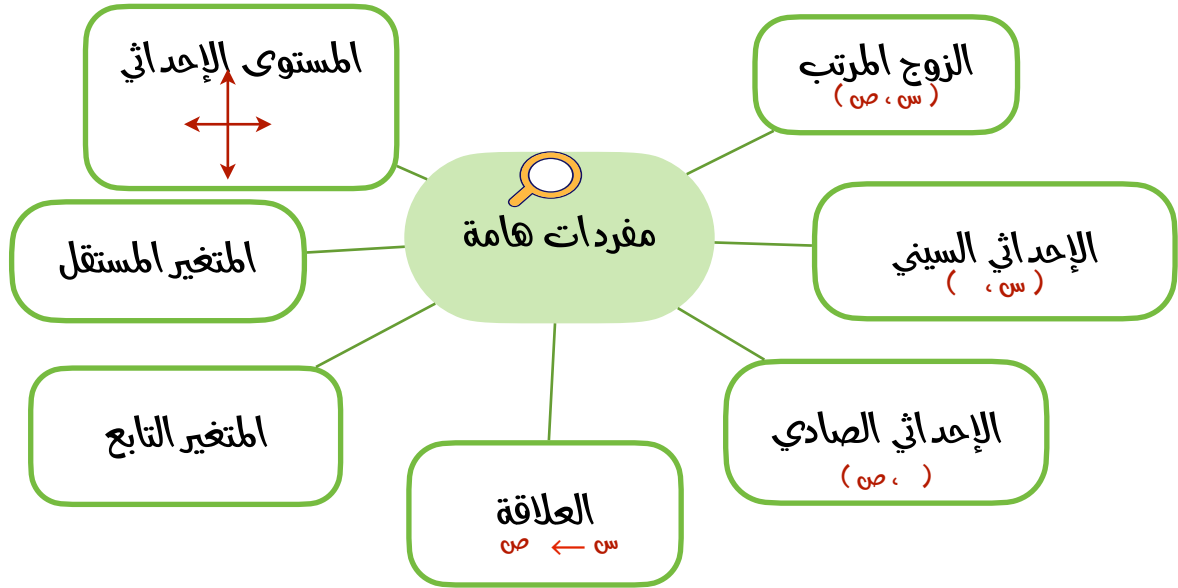 مفردات هامة
الزوج المرتب
( س ، ص )
الإحداثي السيني
( س ، )
الإحداثي الصادي
( ، ص )
العلاقة
س ← ص
المتغير التابع
المتغير المستقل
المستوى الإحداثي